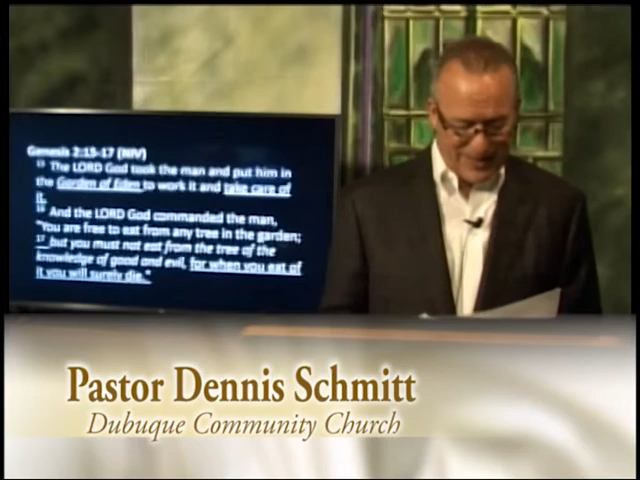 Genesis 2:15-17 (NIV)
15 The LORD God took the man and put him in
the Garden of Eden to work it and take care of
it.
16 And the LORD God commanded the man,
"You are free to eat from any tree in the garden;
17 but you must not eat from the tree of the
knowledge of good and evil, for when you eat of
it you will surely die."
Pastor Dennis Schmitt
Dubuque Community Church